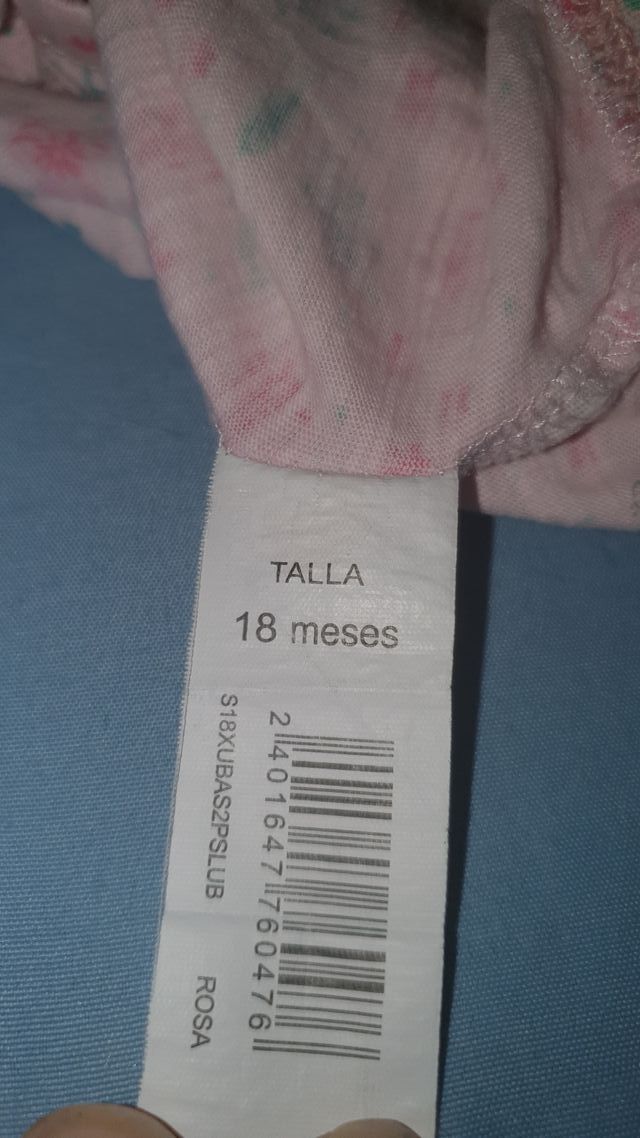 TALLA
18 meses
S18XUBAS2PSLUB ROSA
2 401647 760476